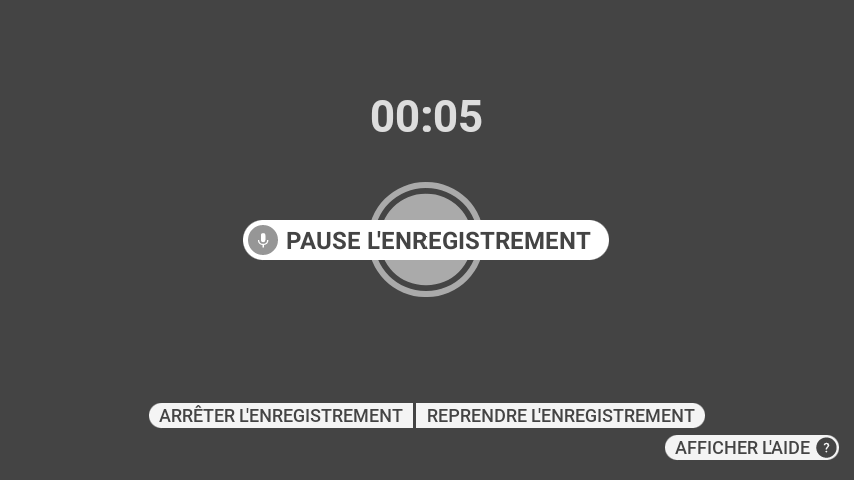 00:05
PAUSE L'ENREGISTREMENT
ARRÊTER L'ENREGISTREMENT
REPRENDRE L'ENREGISTREMENT
AFFICHER L'AIDE ?